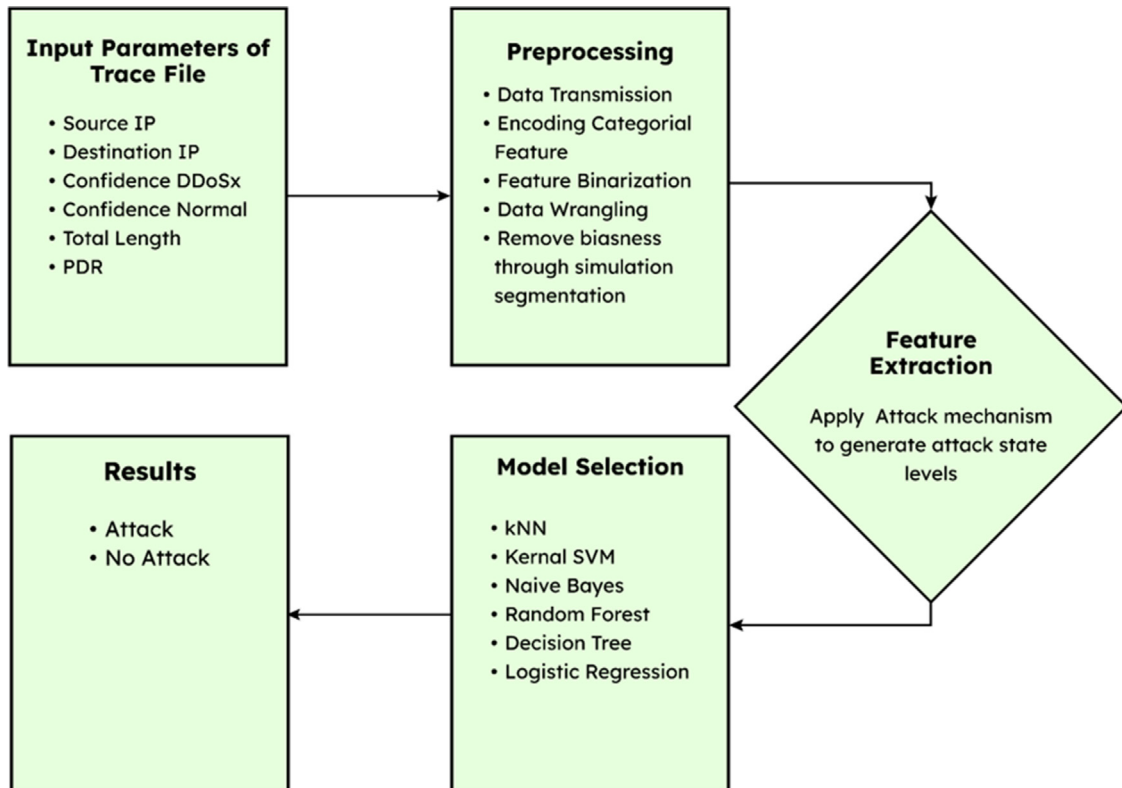 Input Parameters of
Trace File
• Source IP
• Destination IP
• Confidence DDoSx
• Confidence Normal
• Total Length
• PDR
Preprocessing
• Data Transmission
• Encoding Categorial
Feature
• Feature Binarization
• Data Wrangling
• Remove biasness
through simulation
segmentation
Feature
Extraction
Apply Attack mechanism
to generate attack state
levels
Model Selection
• kNN
• Kernal SVM
• Naive Bayes
• Random Forest
• Decision Tree
• Logistic Regression
Results
• Attack
• No Attack